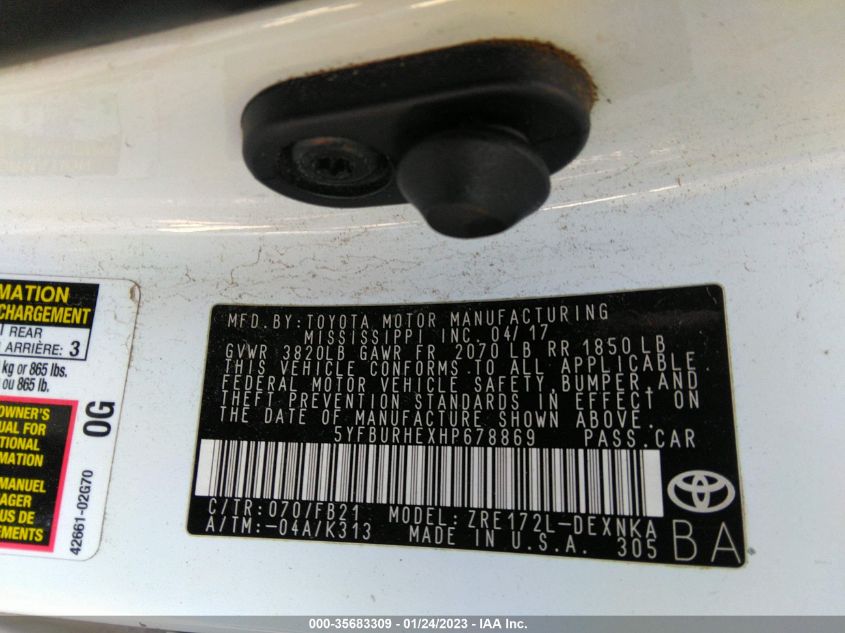 MFD. BY: TOYOTA MOTOR MANUFACTURING
MISSISSIPPI INC. 04/17
GVWR 3820LB GAWR FR 2070 LB RR 1850 LB
THIS VEHICLE CONFORMS TO ALL APPLICABLE
FEDERAL MOTOR VEHICLE SAFETY, BUMPER, AND
THEFT PREVENTION STANDARDS IN EFFECT ON
THE DATE OF MANUFACTURE SHOWN ABOVE.
5YFBURHEXHP678869 PASS.CAR
C/TR: 070/FB21 MODEL: ZRE172L-DEXNKA
A/TM: -04A/K313 MADE IN U.S.A. 305 BA
MATION
CHARGEMENT
REAR
ARRIÈRE: 3
kg or 865 lbs.
ou 865 lb.
OWNER'S
UAL FOR
TIONAL
MATION
MANUEL
AGER
US DE
EMENTS
0G
42661-02G70
000-35683309 - 01/24/2023 - IAA Inc.